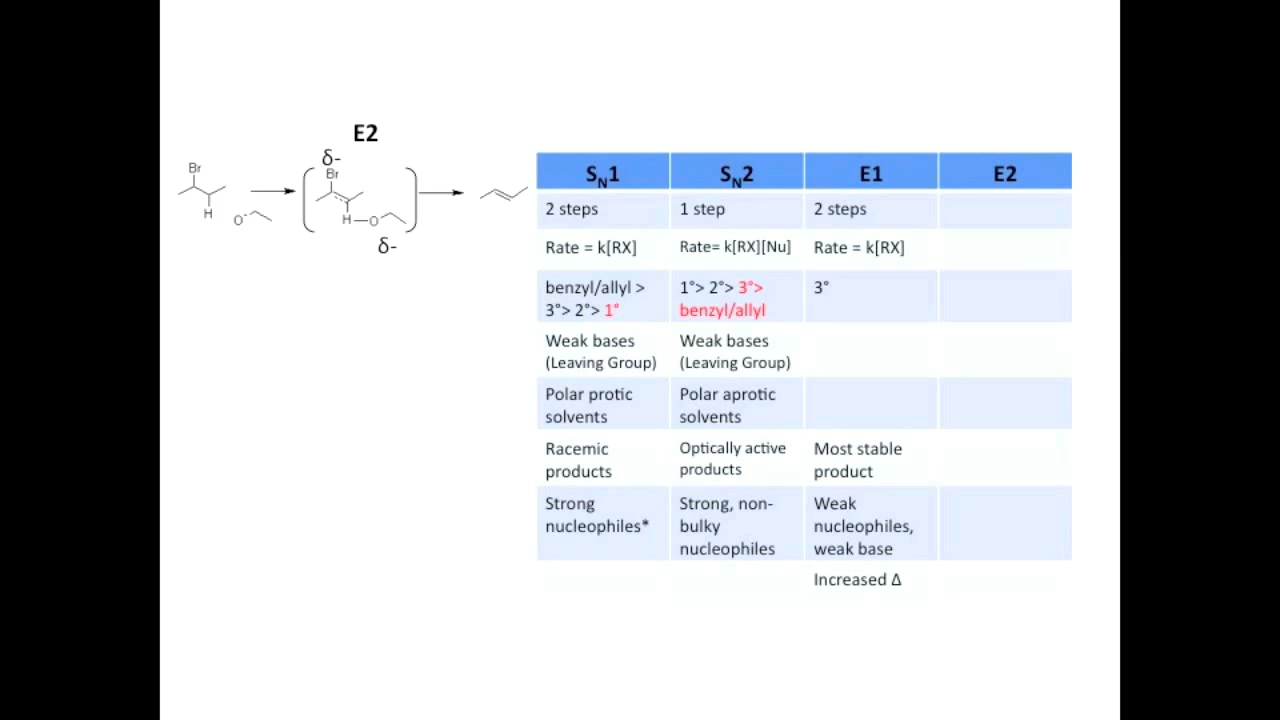 E2
δ-
Br
H
O-
Br
H
O
δ-
SN1 SN2 E1 E2
2 steps 1 step 2 steps
Rate = k[RX] Rate= k[RX][Nu] Rate = k[RX]
benzyl/allyl > 1°> 2°> 3°> 3°
3°> 2°> 1° benzyl/allyl
Weak bases Weak bases
(Leaving Group) (Leaving Group)
Polar protic Polar aprotic
solvents solvents
Racemic Optically active Most stable
products products product
Strong Strong, non- Weak
nucleophiles* bulky nucleophiles,
nucleophiles weak base
Increased Δ